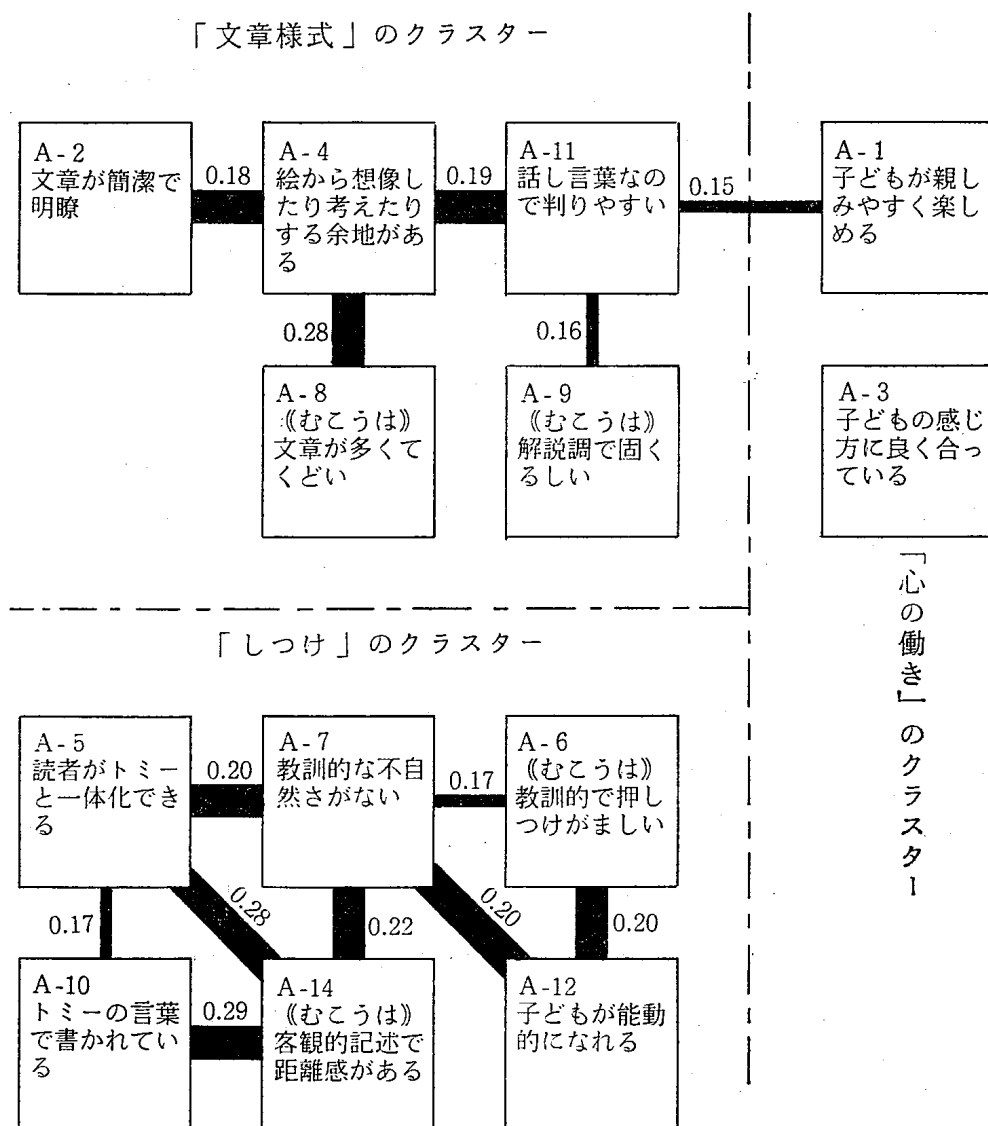 「文章様式」のクラスター
A-2
文章が簡潔で
明瞭
0.18
A-4
絵から想像し
たり考えたり
する余地があ
る
0.19
A-11
話し言葉なの
で判りやすい
0.15
A-1
子どもが親し
みやすく楽し
める
0.28
0.16
A-8
《むこうは》
文章が多くて
くどい
A-9
《むこうは》
解説調で固く
るしい
A-3
子どもの感じ
方に良く合っ
ている
「心の働き」のクラスター
「しつけ」のクラスター
A-5
読者がトミー
と一体化でき
る
0.20
A-7
教訓的な不自
然さがない
0.17
A-6
《むこうは》
教訓的で押し
つけがましい
0.17
0.28
0.22
0.20
0.20
A-10
トミーの言葉
で書かれてい
る
0.29
A-14
《むこうは》
客観的記述で
距離感がある
A-12
子どもが能動
的になれる